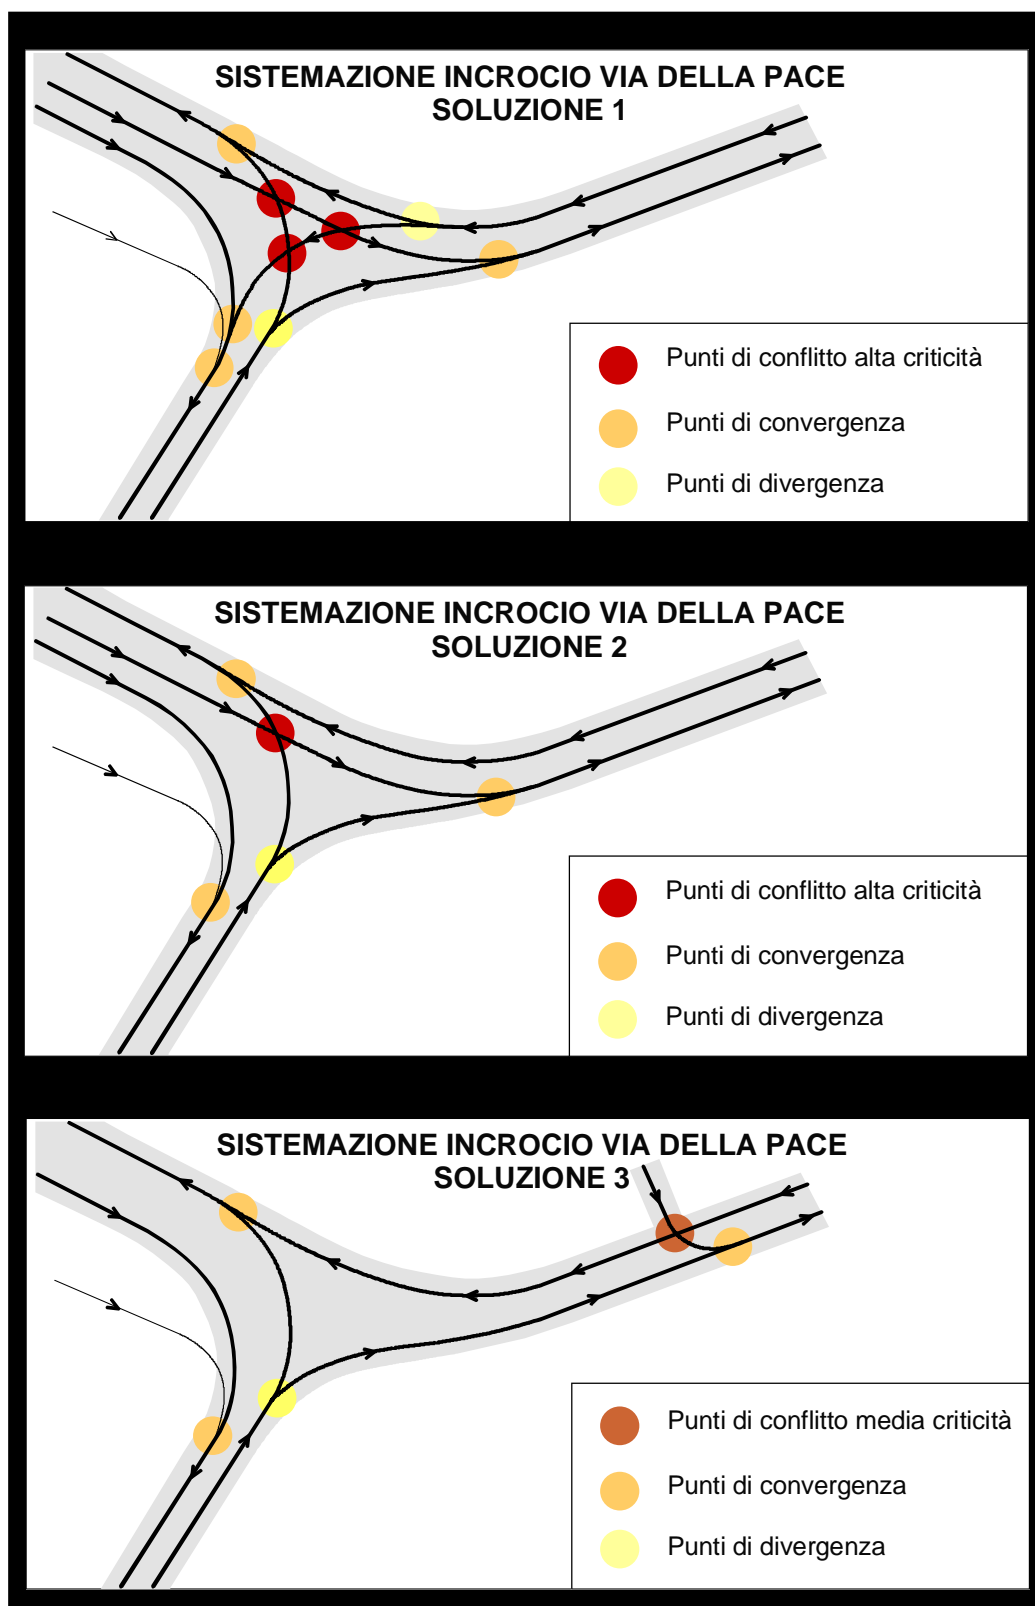 SISTEMAZIONE INCROCIO VIA DELLA PACE
SOLUZIONE 1
Punti di conflitto alta criticità
Punti di convergenza
Punti di divergenza
SISTEMAZIONE INCROCIO VIA DELLA PACE
SOLUZIONE 2
Punti di conflitto alta criticità
Punti di convergenza
Punti di divergenza
SISTEMAZIONE INCROCIO VIA DELLA PACE
SOLUZIONE 3
Punti di conflitto media criticità
Punti di convergenza
Punti di divergenza